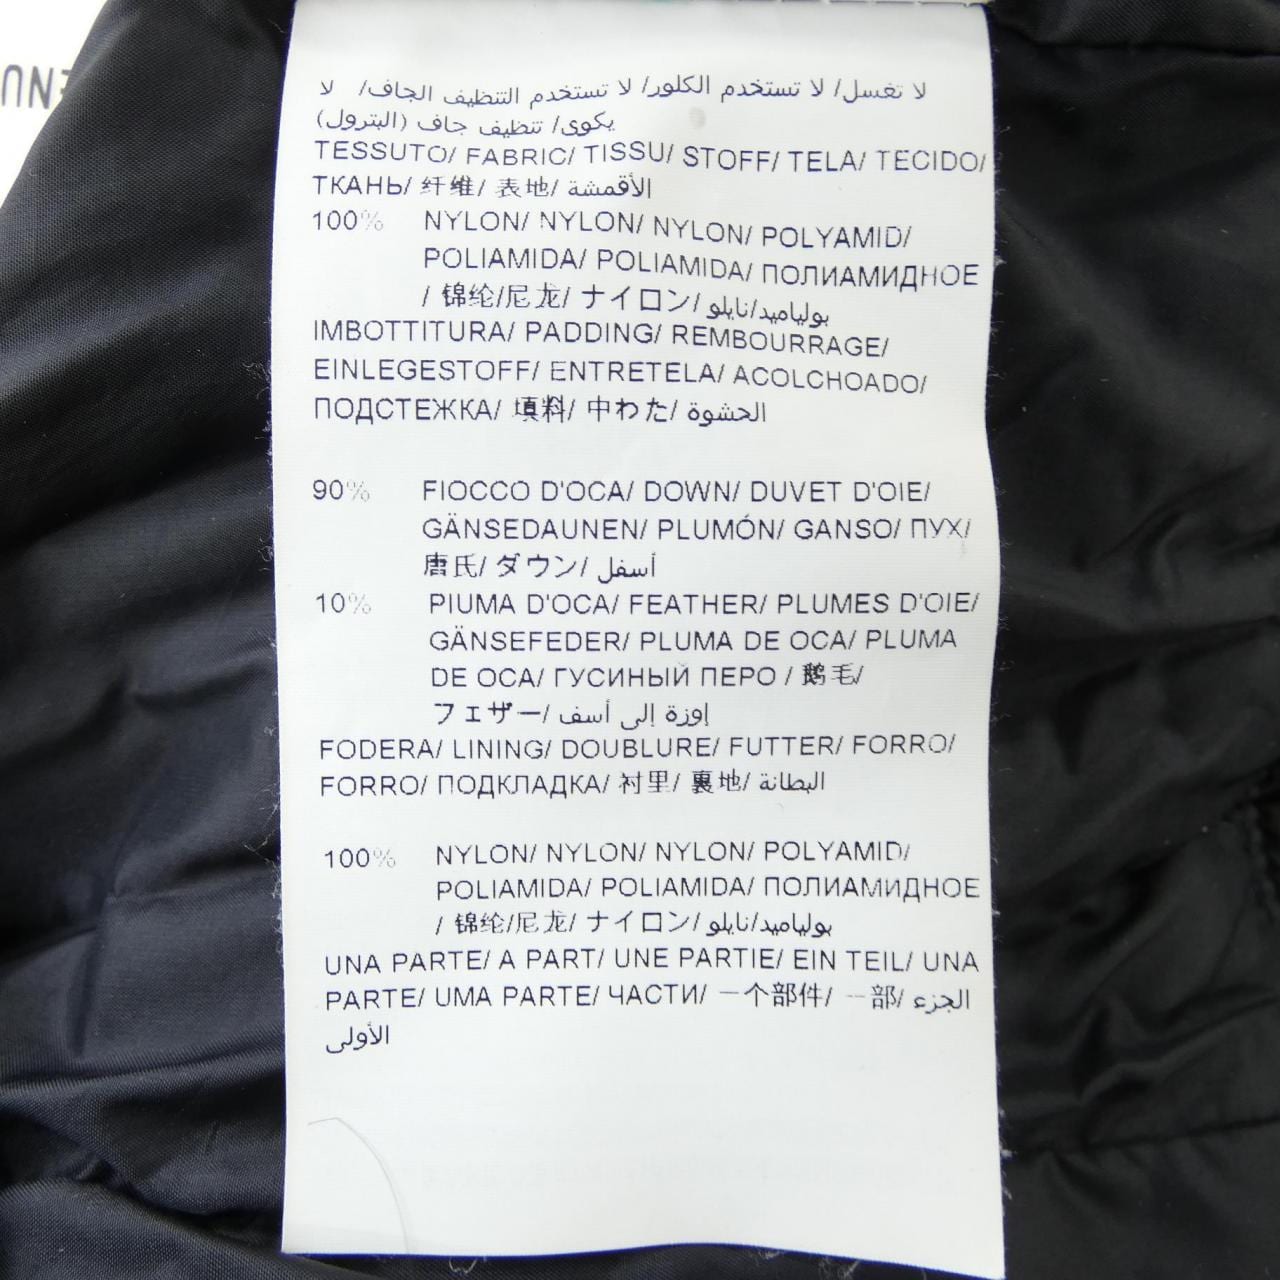 ENU
لا تغسل/ لا تستخدم الكلور/ لا تستخدم التنظيف الجاف/ لا
يكوى/ تنظيف جاف (البترول)
TESSUTO/ FABRIC/ TISSU/ STOFF/ TELA/ TECIDO/
ТКАНЬ/ 纤维/ 表地/ الأقمشة
100% NYLON/ NYLON/ NYLON/ POLYAMID/
POLIAMIDA/ POLIAMIDA/ ПОЛИАМИДНОЕ
/ 锦纶/尼龙/ ナイロン/ بولياميد/نايلو
IMBOTTITURA/ PADDING/ REMBOURRAGE/
EINLEGESTOFF/ ENTRETELA/ ACOLCHOADO/
ПОДСТЕЖКА/ 填料/ 中わた/ الحشوة
90% FIOCCO D'OCA/ DOWN/ DUVET D'OIE/
GÄNSEDAUNEN/ PLUMÓN/ GANSO/ ПУХ/
唐氏/ ダウン/ أسفل
10% PIUMA D'OCA/ FEATHER/ PLUMES D'OIE/
GÄNSEFEDER/ PLUMA DE OCA/ PLUMA
DE OCA/ ГУСИНЫЙ ПЕРО / 鹅毛/
フェザー/ إوزة إلى أسف
FODERA/ LINING/ DOUBLURE/ FUTTER/ FORRO/
FORRO/ ПОДКЛАДКА/ 衬里/ 裏地/ البطانة
100% NYLON/ NYLON/ NYLON/ POLYAMID/
POLIAMIDA/ POLIAMIDA/ ПОЛИАМИДНОЕ
/ 锦纶/尼龙/ ナイロン/ بولياميد/نايلو
UNA PARTE/ A PART/ UNE PARTIE/ EIN TEIL/ UNA
PARTE/ UMA PARTE/ ЧАСТИ/ 一个部件/ 一部/ الجزء
الأولى